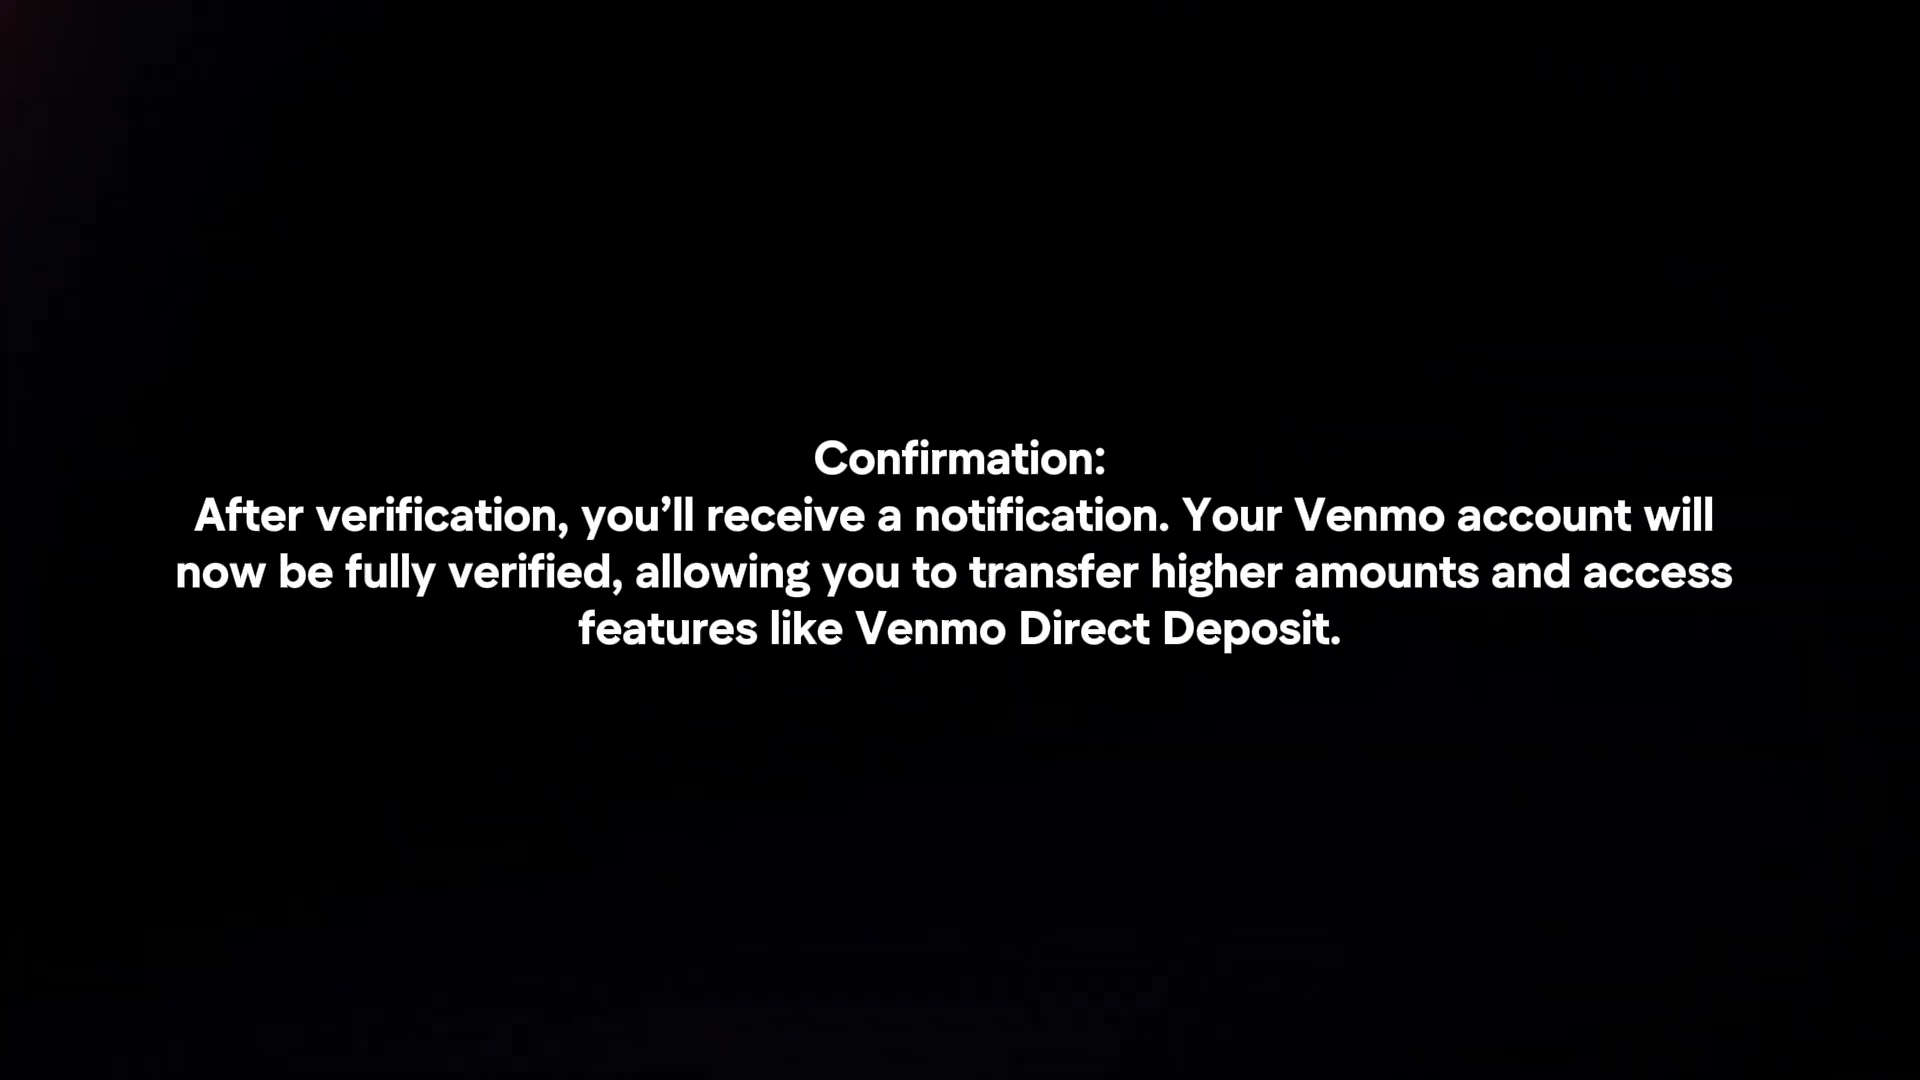 Confirmation:
After verification, you’ll receive a notification. Your Venmo account will
now be fully verified, allowing you to transfer higher amounts and access
features like Venmo Direct Deposit.